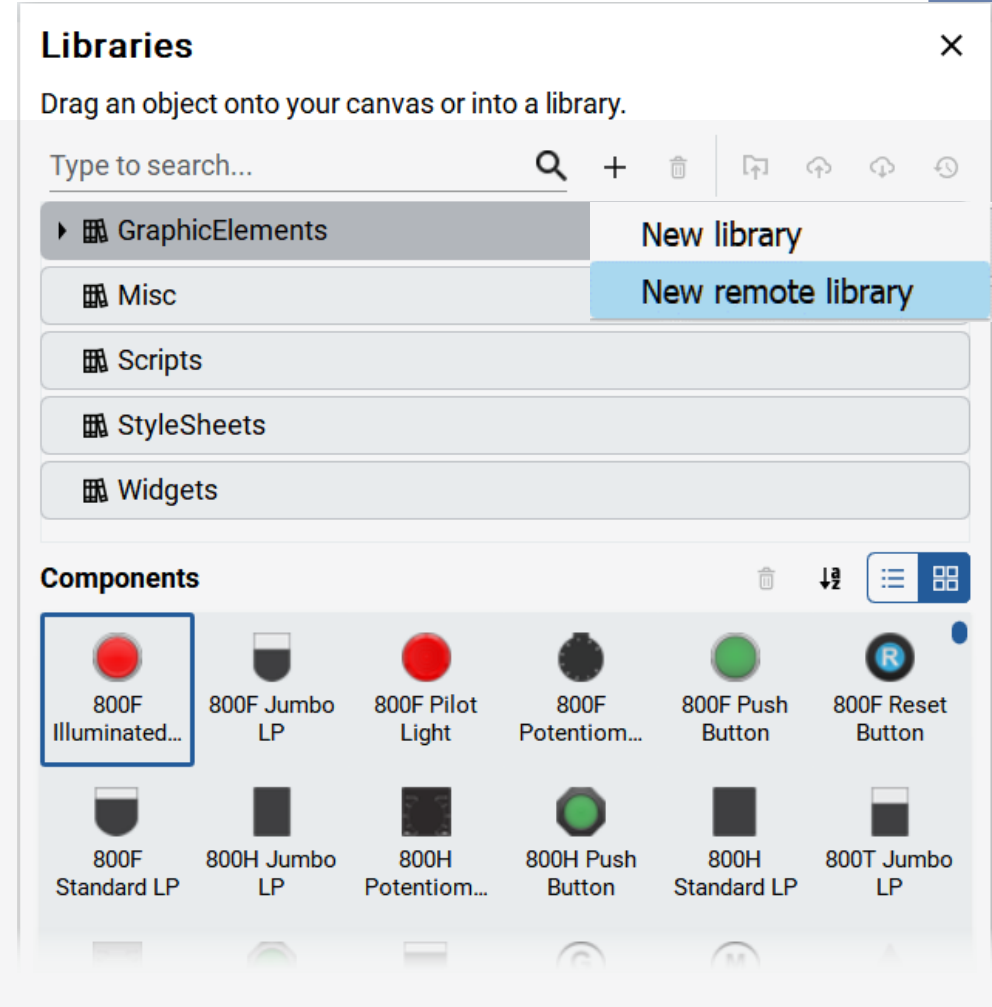 Libraries
Drag an object onto your canvas or into a library.
Type to search...
GraphicElements
New library
Misc
New remote library
Scripts
StyleSheets
Widgets
Components
800F Illuminated...
800F Jumbo LP
800F Pilot Light
800F Potentiom...
800F Push Button
R
800F Reset Button
800F Standard LP
800H Jumbo LP
800H Potentiom...
800H Push Button
800H Standard LP
800T Jumbo LP
G
M